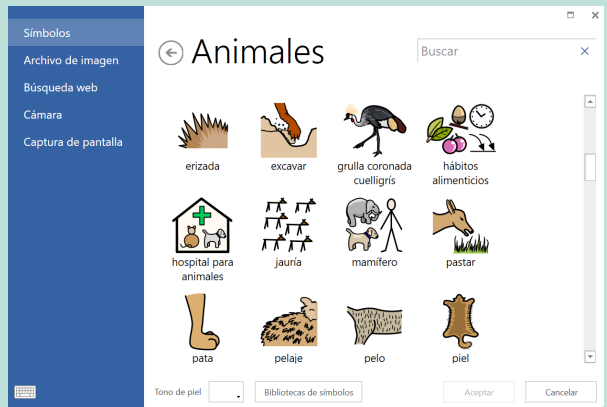 Símbolos
Archivo de imagen
Búsqueda web
Cámara
Captura de pantalla
Animales
Buscar
erizada
excavar
grulla coronada
cuelligrís
hábitos
alimenticios
hospital para
animales
jauría
mamífero
pastar
pata
pelaje
pelo
piel
Tono de piel
Bibliotecas de símbolos
Aceptar
Cancelar